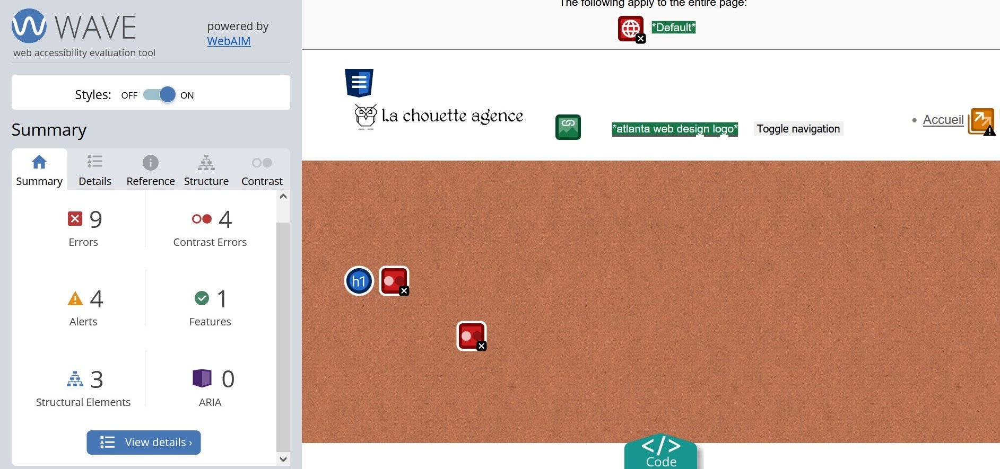 WAVE
powered by
WebAIM
web accessibility evaluation tool
Styles: OFF ON
Summary
Summary Details Reference Structure Contrast
9
Errors
4
Contrast Errors
4
Alerts
1
Features
3
Structural Elements
0
ARIA
View details ›
The following apply to the entire page:
*Default*
La chouette agence
*atlanta web design logo*
Toggle navigation
• Accueil
h1
</>
Code